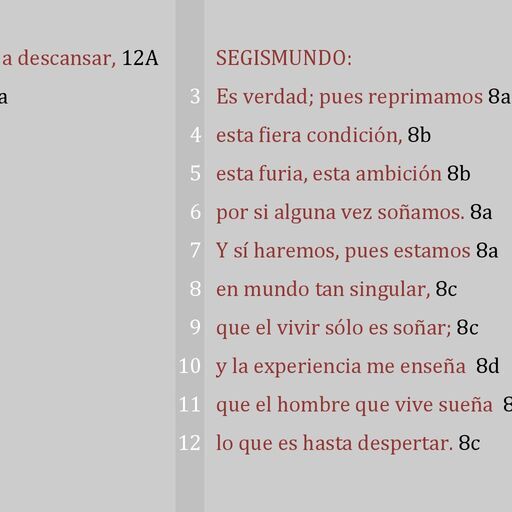 a descansar, 12A
a
SEGISMUNDO:
3 Es verdad; pues reprimamos 8a
4 esta fiera condición, 8b
5 esta furia, esta ambición 8b
6 por si alguna vez soñamos. 8a
7 Y sí haremos, pues estamos 8a
8 en mundo tan singular, 8c
9 que el vivir sólo es soñar; 8c
10 y la experiencia me enseña 8d
11 que el hombre que vive sueña 8
12 lo que es hasta despertar. 8c